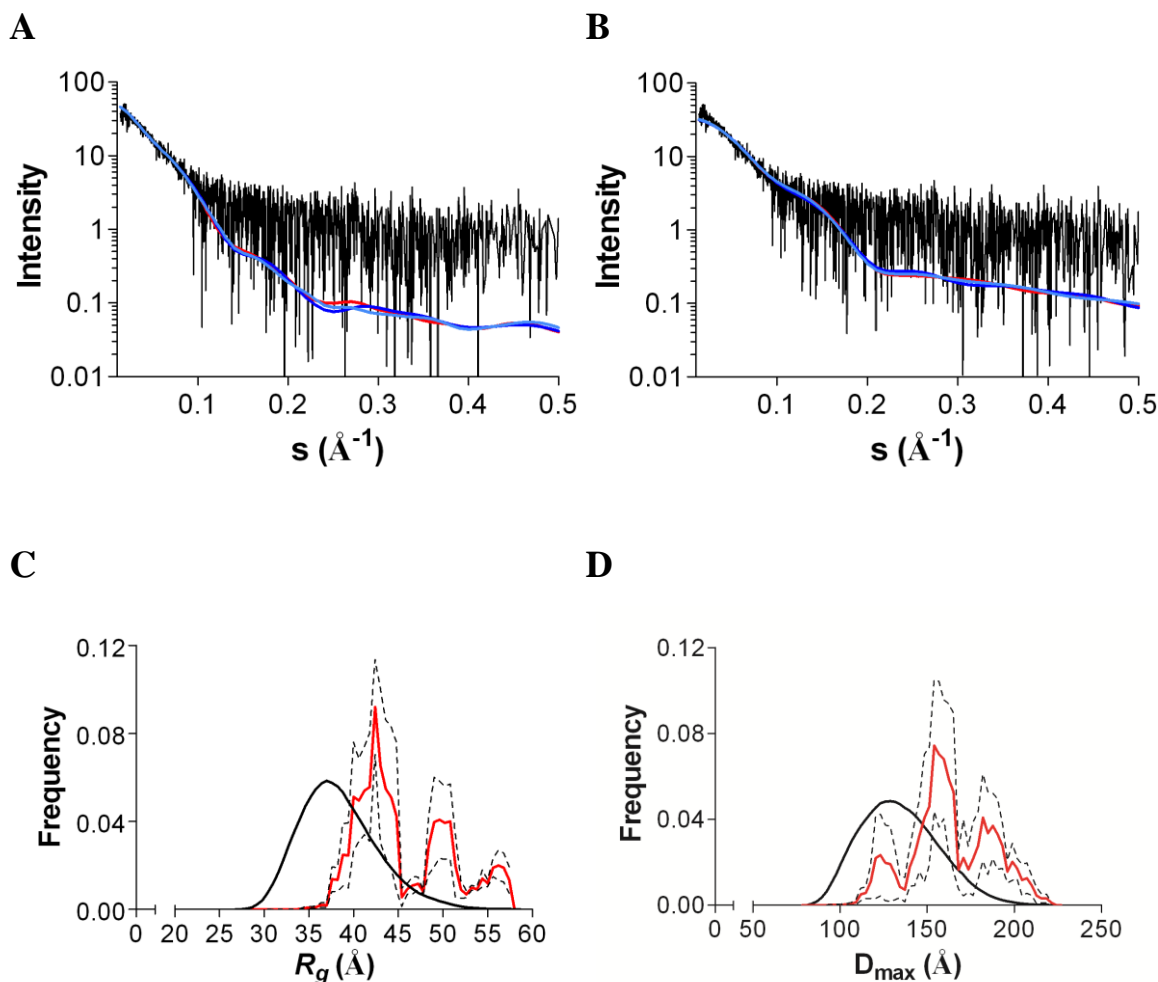 A
B
Intensity
100
10
1
0.1
0.01
0.1 0.2 0.3 0.4 0.5
s (Å⁻¹)
Intensity
100
10
1
0.1
0.01
0.1 0.2 0.3 0.4 0.5
s (Å⁻¹)
C
D
Frequency
0.12
0.08
0.04
0.00
0 20 25 30 35 40 45 50 55 60
Rg (Å)
Frequency
0.12
0.08
0.04
0.00
0 50 100 150 200 250
Dmax (Å)